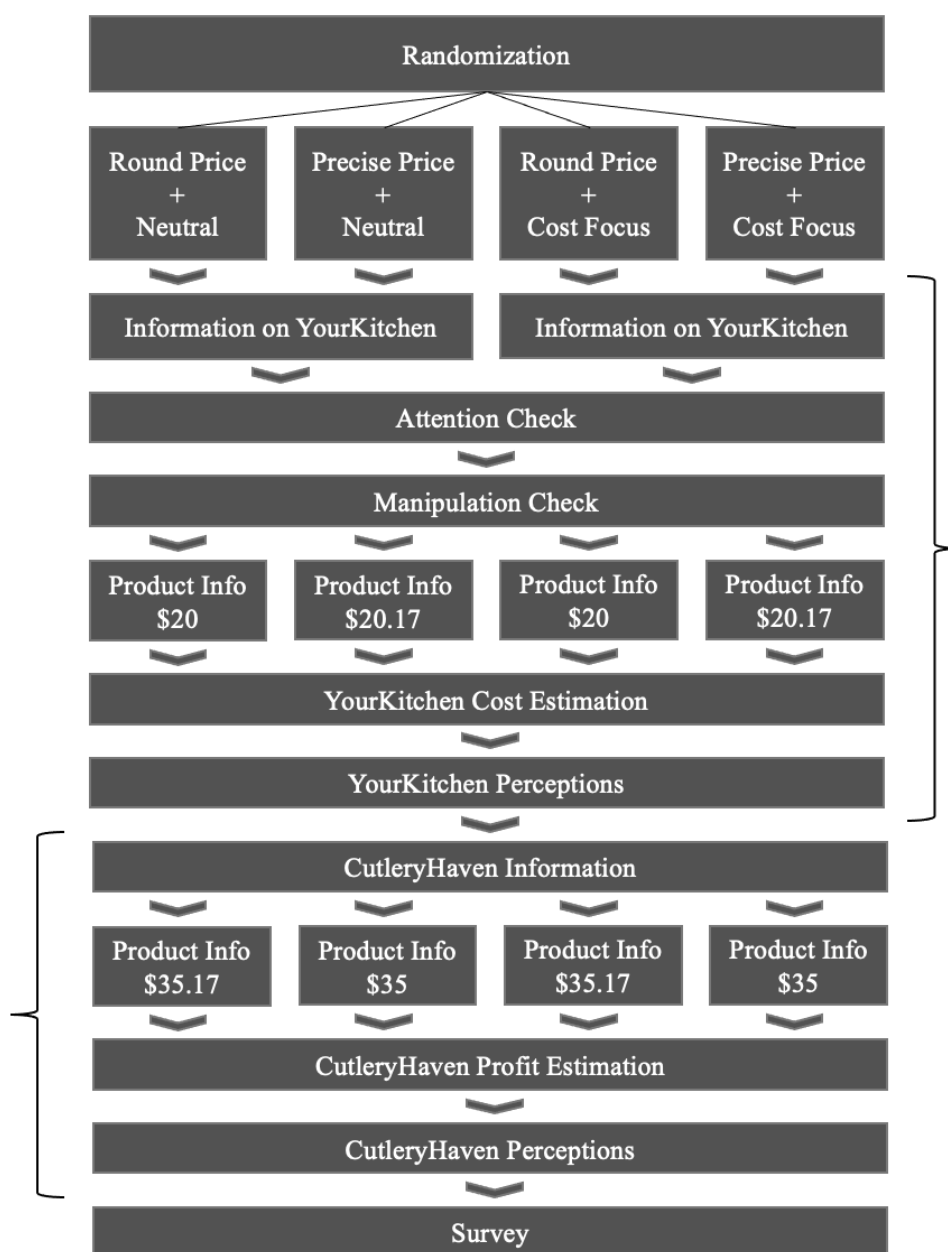 Randomization
Round Price
+
Neutral
Precise Price
+
Neutral
Round Price
+
Cost Focus
Precise Price
+
Cost Focus
Information on YourKitchen
Information on YourKitchen
Attention Check
Manipulation Check
Product Info
$20
Product Info
$20.17
Product Info
$20
Product Info
$20.17
YourKitchen Cost Estimation
YourKitchen Perceptions
CutleryHaven Information
Product Info
$35.17
Product Info
$35
Product Info
$35.17
Product Info
$35
CutleryHaven Profit Estimation
CutleryHaven Perceptions
Survey